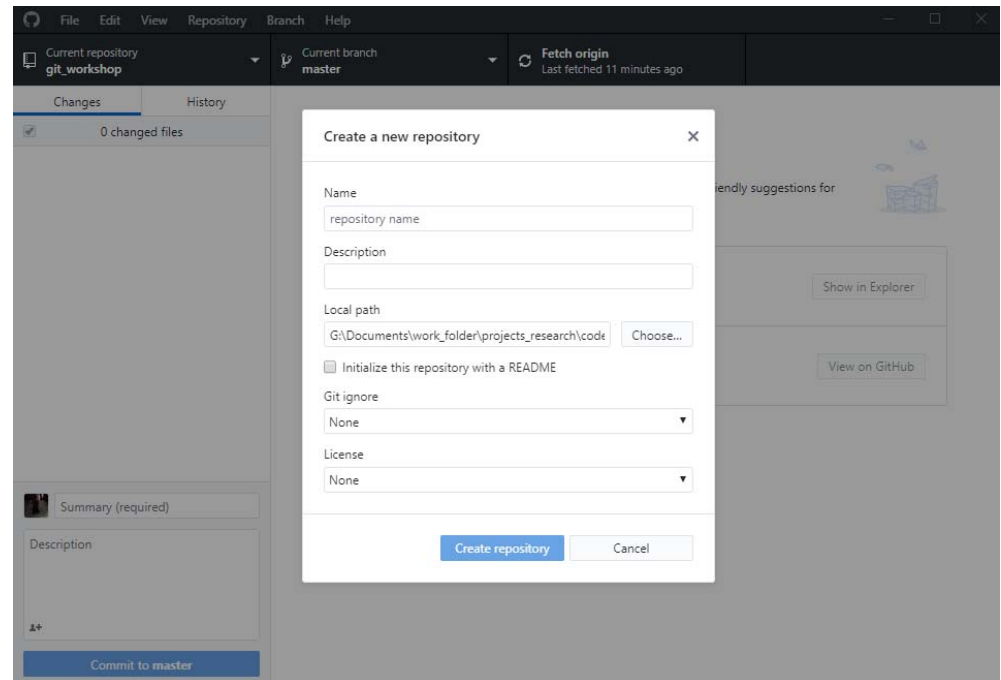 File Edit View Repository Branch Help
Current repository
git_workshop
Current branch
master
Fetch origin
Last fetched 11 minutes ago
Changes History
0 changed files
Create a new repository
Name
repository name
Description
Local path
G:\Documents\work_folder\projects_research\code
Choose...
Initialize this repository with a README
Git ignore
None
License
None
Create repository
Cancel
iendly suggestions for
Show in Explorer
View on GitHub
Summary (required)
Description
Commit to master